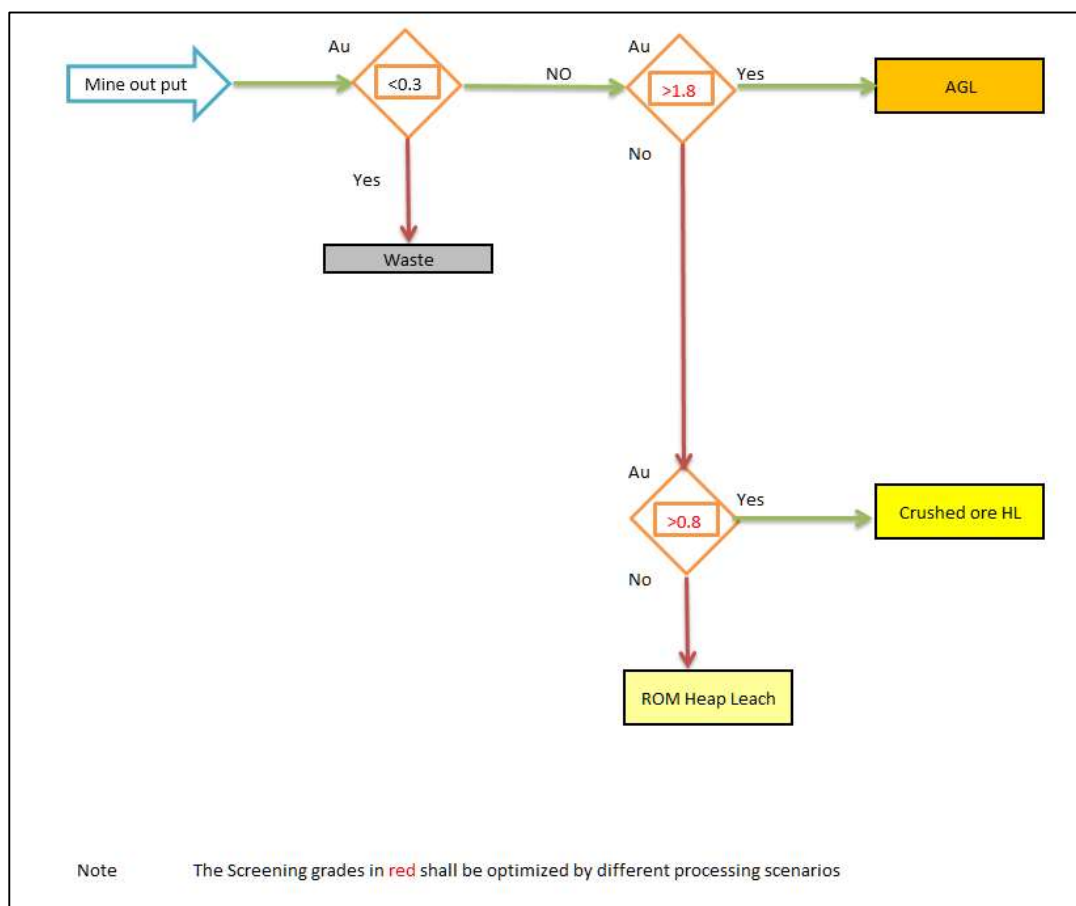 Au
Au
Mine out put
<0.3
NO
>1.8
Yes
AGL
Yes
No
Waste
Au
>0.8
Yes
Crushed ore HL
No
ROM Heap Leach
Note The Screening grades in red shall be optimized by different processing scenarios